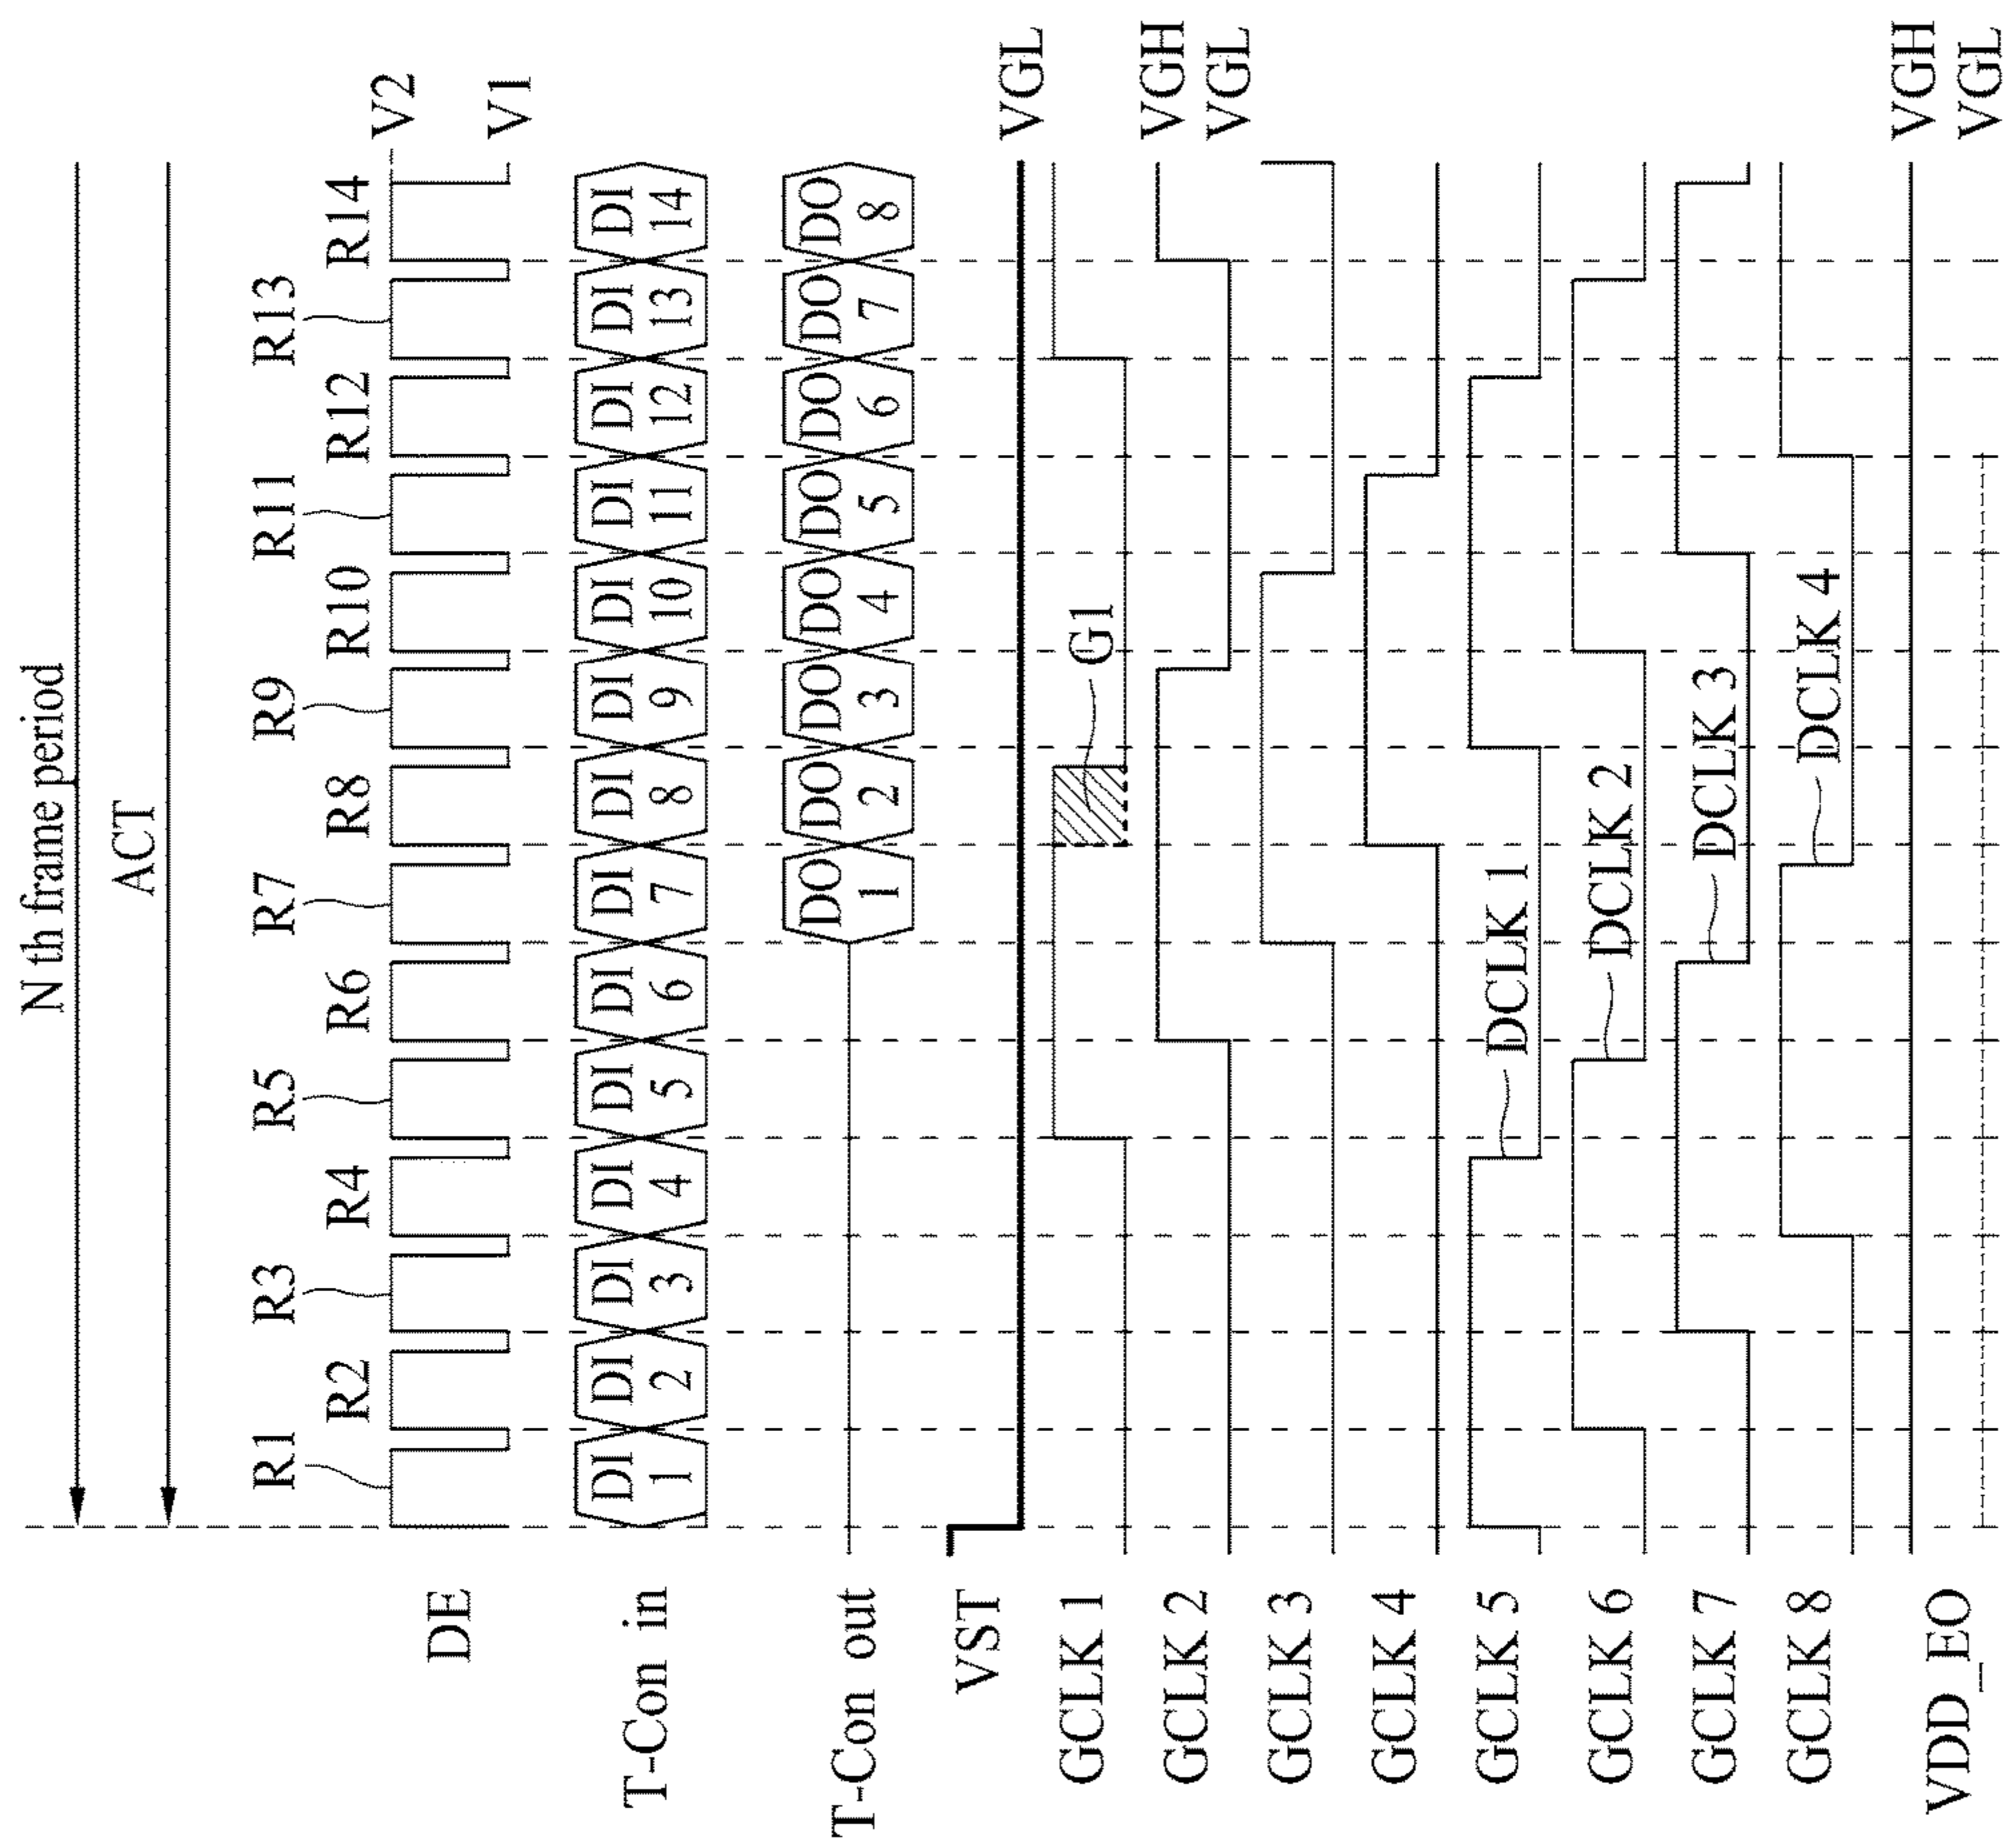 N th frame period
ACT
R1 R2 R3 R4 R5 R6 R7 R8 R9 R10 R11 R12 R13 R14
DE V2 V1
T-Con in DI 1 DI 2 DI 3 DI 4 DI 5 DI 6 DI 7 DI 8 DI 9 DI 10 DI 11 DI 12 DI 13 DI 14
T-Con out DO 1 DO 2 DO 3 DO 4 DO 5 DO 6 DO 7 DO 8
VST VGL
GCLK 1 G1
GCLK 2 VGH VGL
GCLK 3
GCLK 4
GCLK 5 DCLK 1
GCLK 6 DCLK 2
GCLK 7 DCLK 3
GCLK 8 DCLK 4
VDD_EO VGH VGL